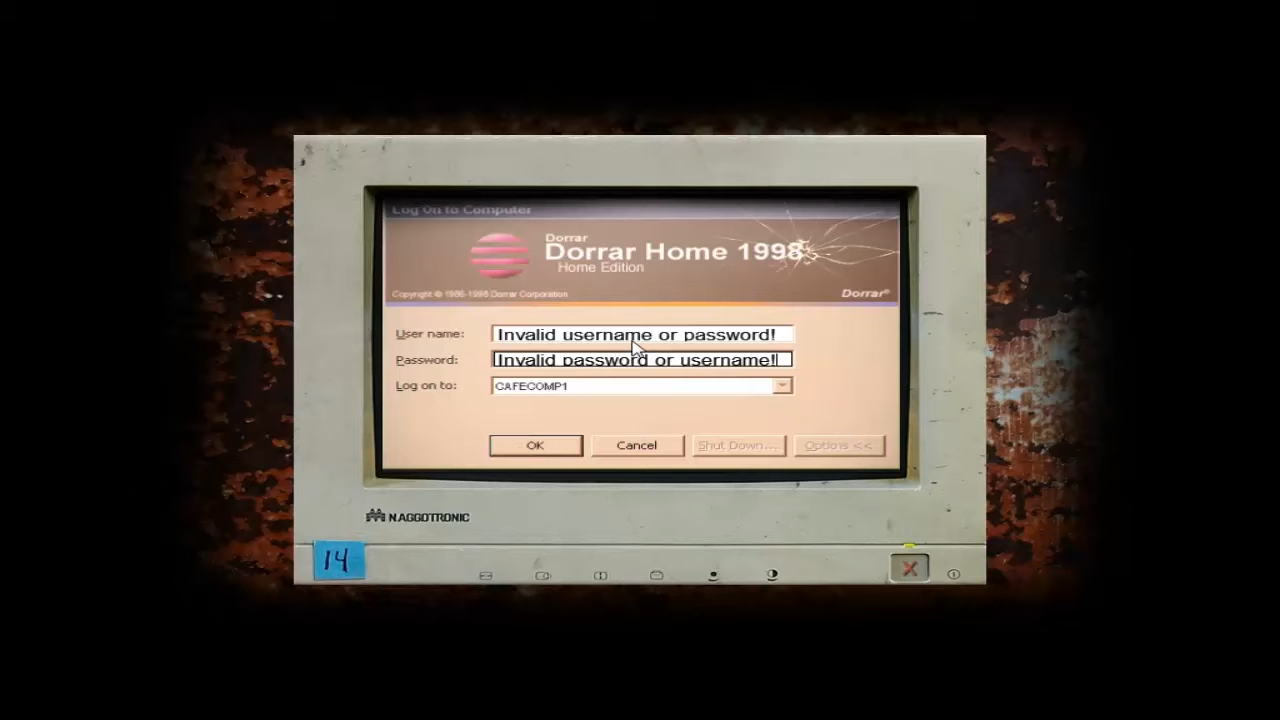 Log On to Computer
Dorrar
Dorrar Home 1998
Home Edition
Copyright © 1986-1998 Dorrar Corporation
Dorrar®
User name: Invalid username or password!
Password: Invalid password or username!
Log on to: CAFECOMP1
OK Cancel Shut Down... Options <<
NAGGOTRONIC
14